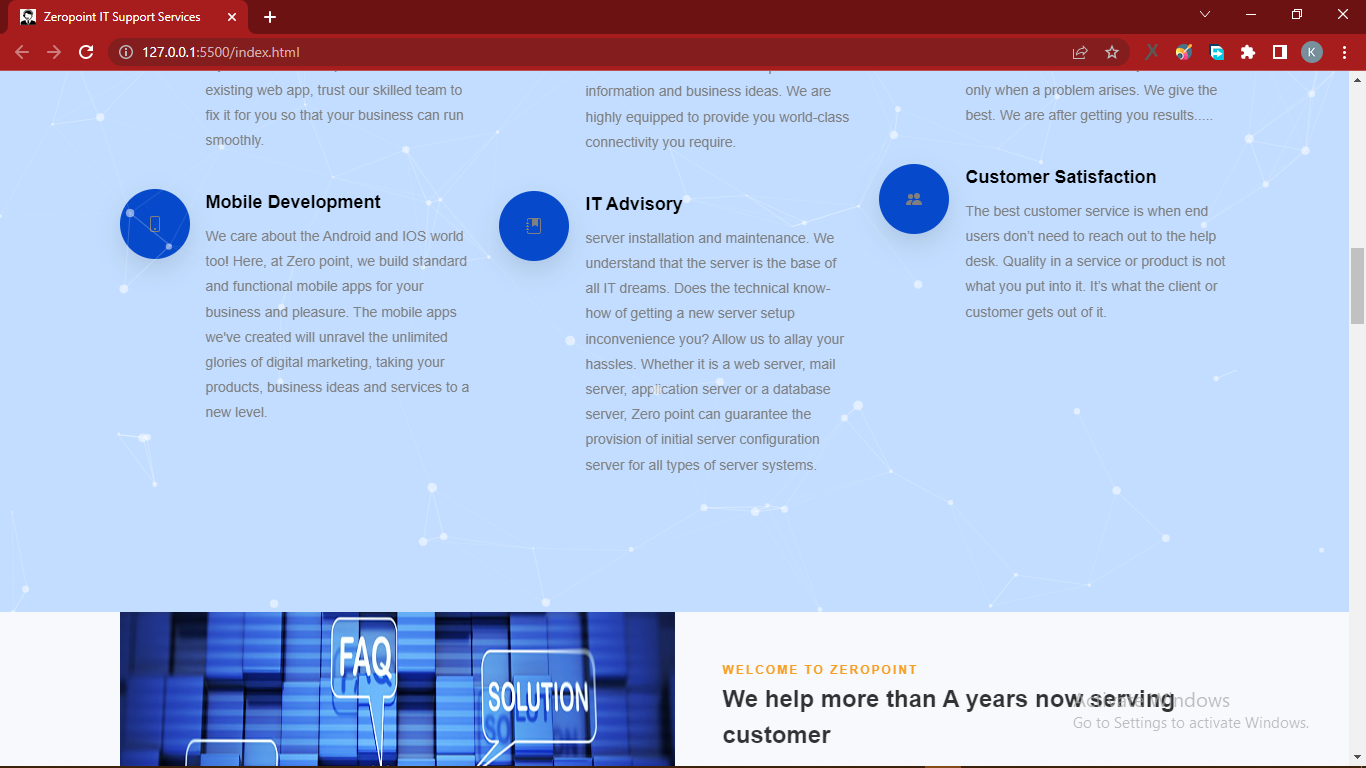 Zeropoint IT Support Services
127.0.0.1:5500/index.html
K
existing web app, trust our skilled team to
fix it for you so that your business can run
smoothly.
information and business ideas. We are
highly equipped to provide you world-class
connectivity you require.
only when a problem arises. We give the
best. We are after getting you results.....
Mobile Development
We care about the Android and IOS world
too! Here, at Zero point, we build standard
and functional mobile apps for your
business and pleasure. The mobile apps
we've created will unravel the unlimited
glories of digital marketing, taking your
products, business ideas and services to a
new level.
IT Advisory
server installation and maintenance. We
understand that the server is the base of
all IT dreams. Does the technical know-
how of getting a new server setup
inconvenience you? Allow us to allay your
hassles. Whether it is a web server, mail
server, application server or a database
server, Zero point can guarantee the
provision of initial server configuration
server for all types of server systems.
Customer Satisfaction
The best customer service is when end
users don’t need to reach out to the help
desk. Quality in a service or product is not
what you put into it. It’s what the client or
customer gets out of it.
FAQ
SOLUTION
WELCOME TO ZEROPOINT
We help more than A years now serving
customer
Activate Windows
Go to Settings to activate Windows.